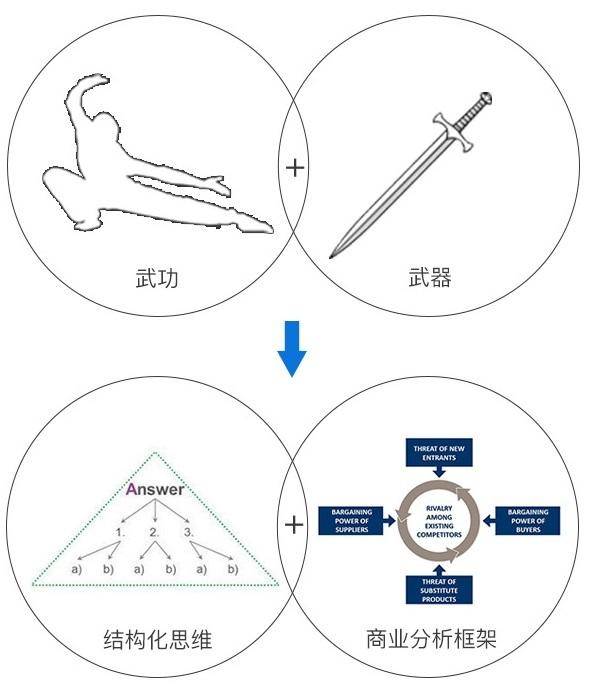 +
武功
武器
Answer
1. 2. 3.
a) b) a) b) a) b)
+
THREAT OF NEW
ENTRANTS
BARGAINING
POWER OF
SUPPLIERS
RIVALRY
AMONG
EXISTING
COMPETITORS
BARGAINING
POWER OF
BUYERS
THREAT OF
SUBSTITUTE
PRODUCTS
结构化思维
商业分析框架